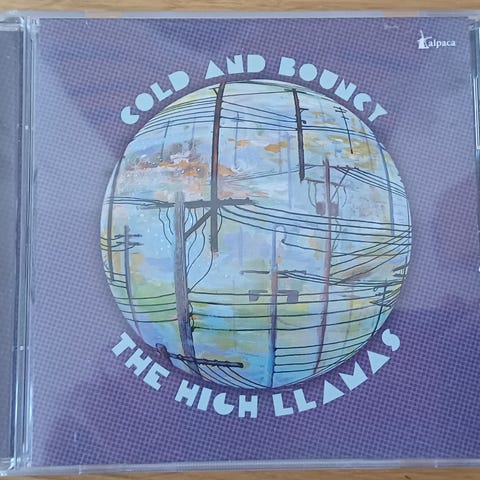 alpaca
COLD AND BOUNCY
THE HIGH LLAMAS